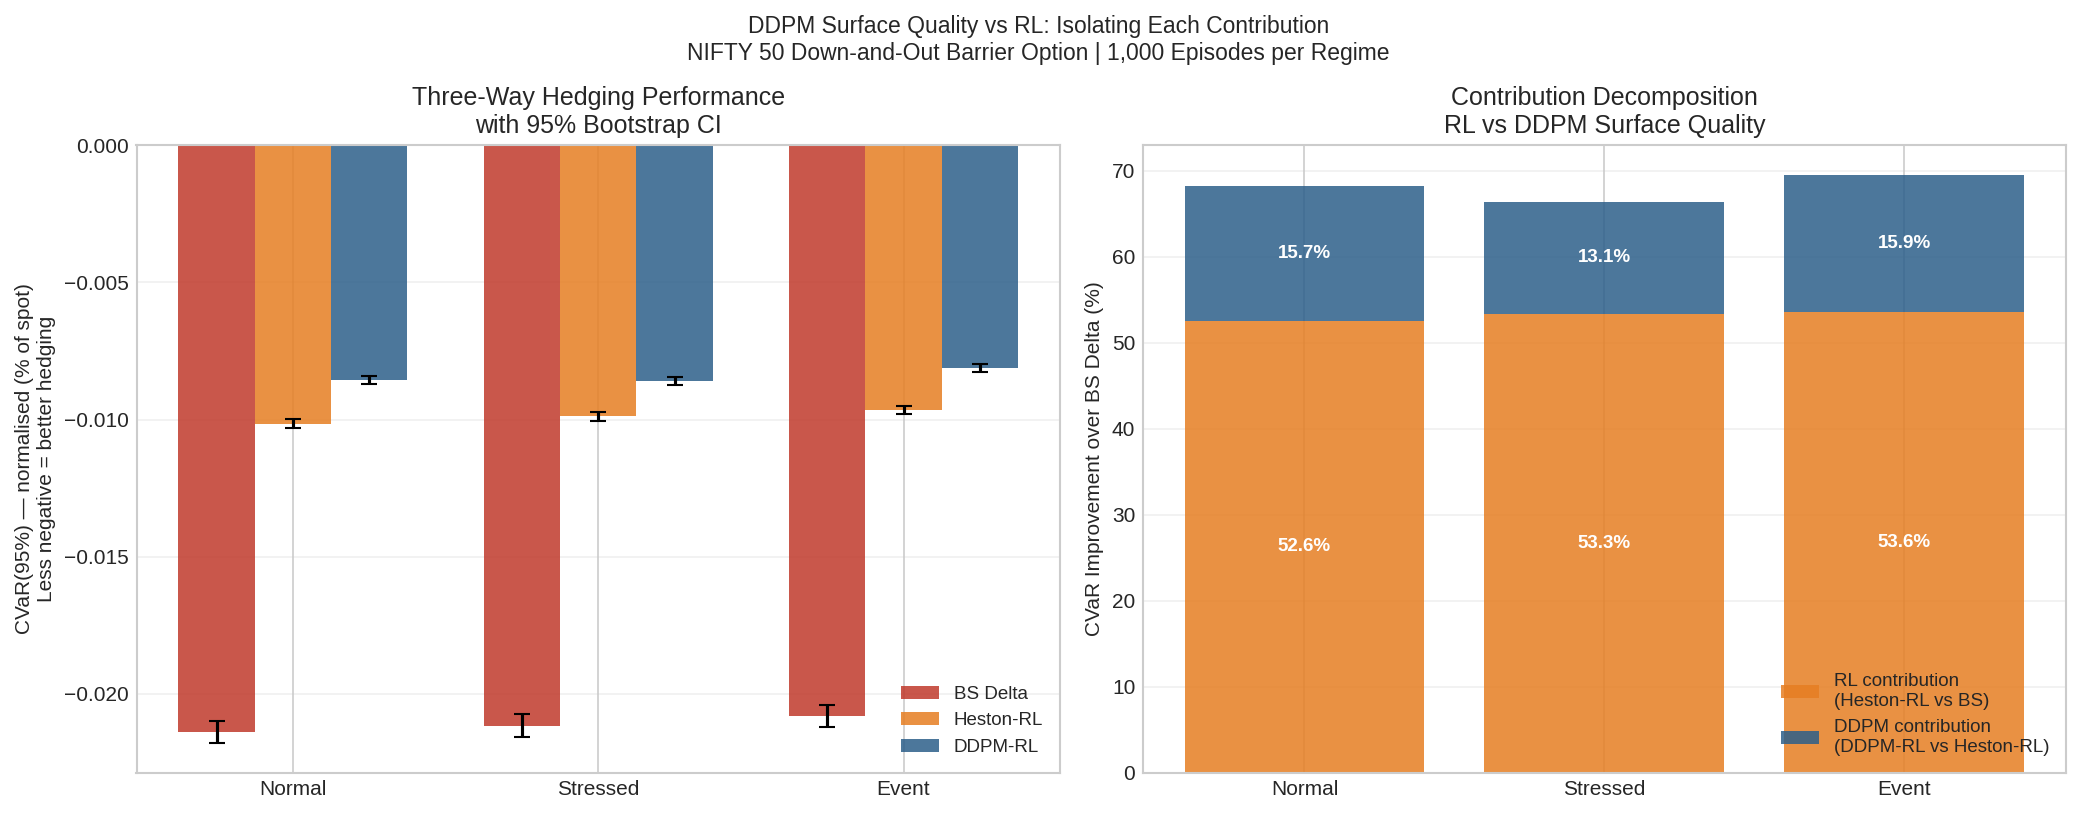 DDPM Surface Quality vs RL: Isolating Each Contribution
NIFTY 50 Down-and-Out Barrier Option | 1,000 Episodes per Regime
Three-Way Hedging Performance
with 95% Bootstrap CI
CVaR(95%) — normalised (% of spot)
Less negative = better hedging
0.000
−0.005
−0.010
−0.015
−0.020
Normal
Stressed
Event
BS Delta
Heston-RL
DDPM-RL
Contribution Decomposition
RL vs DDPM Surface Quality
CVaR Improvement over BS Delta (%)
70
60
50
40
30
20
10
0
15.7%
13.1%
15.9%
52.6%
53.3%
53.6%
RL contribution
(Heston-RL vs BS)
DDPM contribution
(DDPM-RL vs Heston-RL)
Normal
Stressed
Event